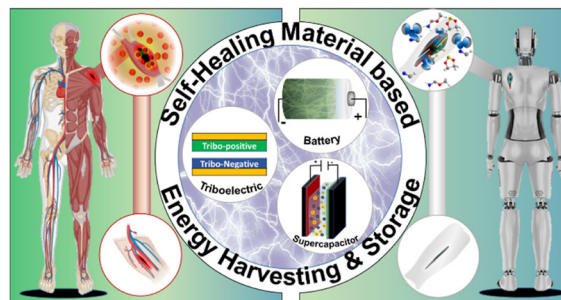 Self-Healing Material based
-
+
Battery
Tribo-positive
Tribo-Negative
Triboelectric
Supercapacitor
Energy Harvesting & Storage